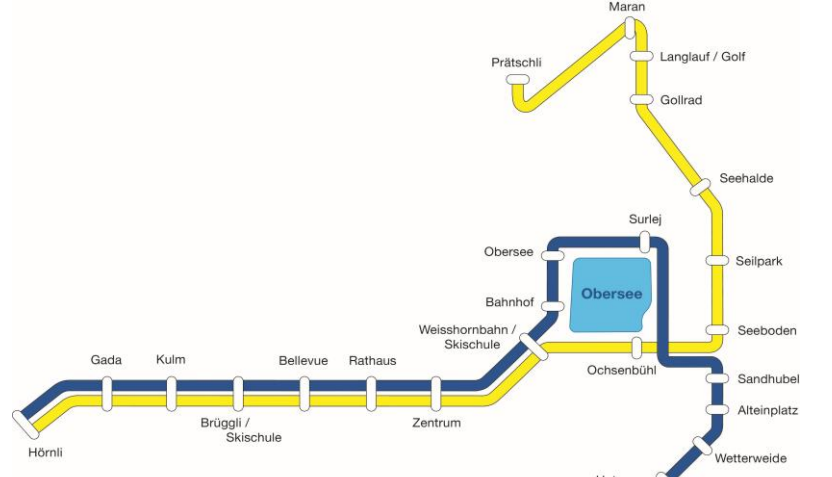 Maran
Langlauf / Golf
Prätschli
Gollrad
Seehalde
Surlej
Obersee
Seilpark
Obersee
Bahnhof
Weisshornbahn /
Skischule
Seeboden
Gada
Kulm
Bellevue
Rathaus
Ochsenbühl
Sandhubel
Alteinplatz
Brüggli /
Skischule
Zentrum
Hörnli
Wetterweide